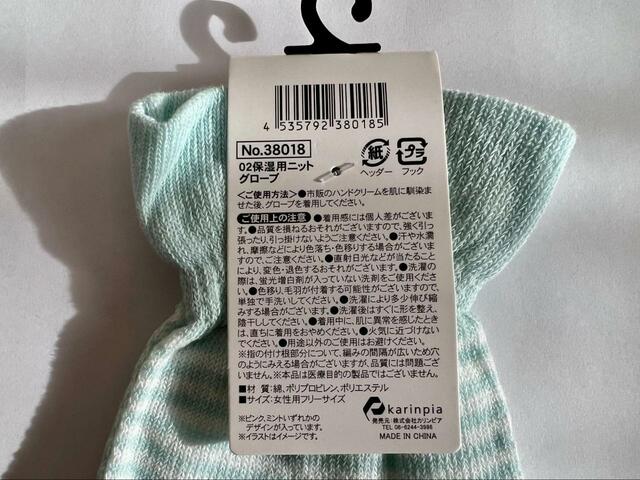 4 535792 380185
No.38018
02保湿用ニット
グローブ
紙
ヘッダー
プラ
フック
＜ご使用方法＞●市販のハンドクリームを肌に馴染ま
せた後、グローブを着用してください。
ご使用上の注意 ●着用感には個人差がございま
す。●品質を損ねるおそれがございますので、強く引っ
張ったり、引っ掛けないようご注意ください。●汗や水濡
れ、摩擦などにより色落ち・色移りする場合がございま
すので、ご注意ください。●直射日光などが当たること
により、変色・退色するおそれがございます。●洗濯
の際は、蛍光増白剤が入っていない洗剤をご使用くださ
い。●色移り、毛羽が付着する可能性がございますので、
単独で手洗いしてください。●洗濯により多少伸び縮
みする場合がございます。●洗濯後はすぐに形を整え、
陰干ししてください。●着用中に、肌に異常を感じたとき
は、直ちに着用をおやめください。●火気に近づけない
でください。●用途以外のご使用はお避けください。
※指の付け根部分について、編みの間隔が広いため穴
のようにみえる場合がございますが、品質には問題
ございません。※本品は医療目的の製品ではございません。
■材 質：綿、ポリプロピレン、ポリエステル
■サイズ：女性用フリーサイズ
※ピンク、ミントいずれかの
デザインが入っています。
※イラストはイメージです。
karinpia
発売元：株式会社カリンピア
TEL 06-6244-3986
MADE IN CHINA